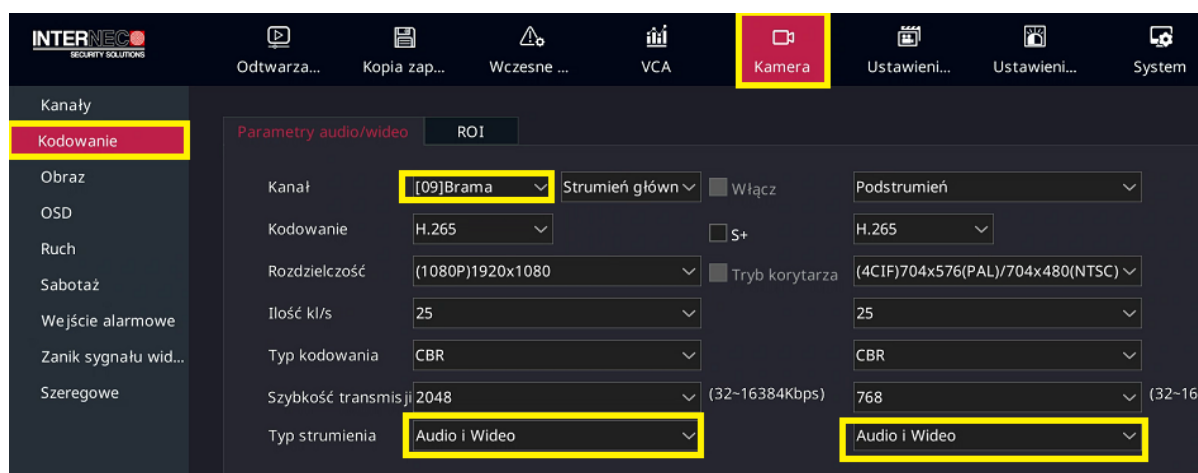 INTERNEC
SECURITY SOLUTIONS
Odtwarza... Kopia zap... Wczesne ... VCA Kamera Ustawieni... Ustawieni... System
Kanały
Kodowanie
Obraz
OSD
Ruch
Sabotaż
Wejście alarmowe
Zanik sygnału wid...
Szeregowe
Parametry audio/wideo ROI
Kanał [09]Brama Strumień główn Włącz Podstrumień
Kodowanie H.265 S+ H.265
Rozdzielczość (1080P)1920x1080 Tryb korytarza (4CIF)704x576(PAL)/704x480(NTSC)
Ilość kl/s 25 25
Typ kodowania CBR CBR
Szybkość transmisji 2048 (32~16384Kbps) 768 (32~16
Typ strumienia Audio i Wideo Audio i Wideo